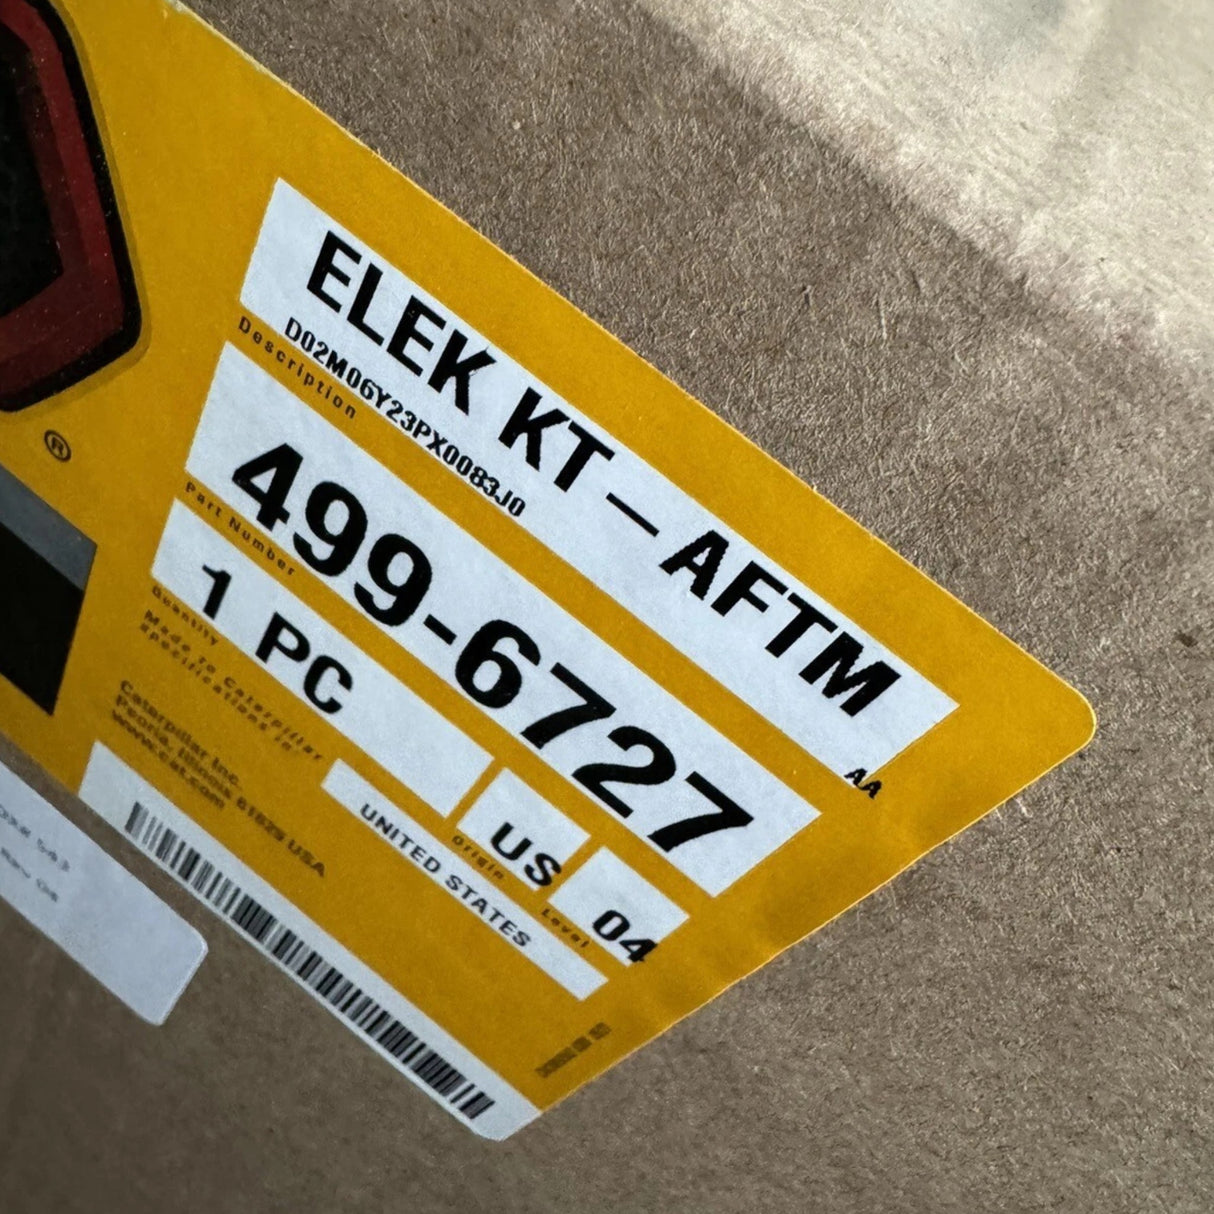 ELEK KT-AFTM
D02M06Y23PX0083J0
AA
Description
499-6727
Part Number
1 PC
US
04
Quantity
Origin
Level
Made to Caterpillar
specifications in
UNITED STATES
Caterpillar Inc.
Peoria, Illinois 61629 USA
www.cat.com
®